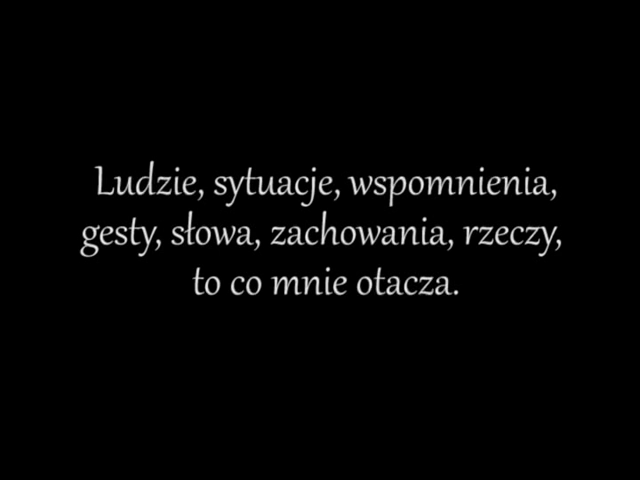 Ludzie, sytuacje, wspomnienia,
gesty, słowa, zachowania, rzeczy,
to co mnie otacza.